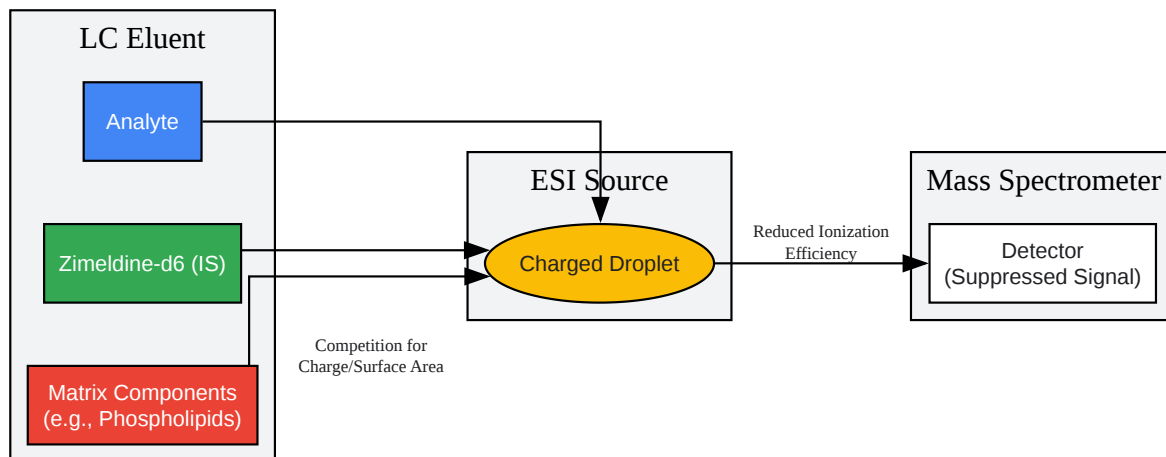 LC Eluent
Analyte
Zimeldine-d6 (IS)
Matrix Components
(e.g., Phospholipids)
Competition for
Charge/Surface Area
ESI Source
Charged Droplet
Reduced Ionization
Efficiency
Mass Spectrometer
Detector
(Suppressed Signal)